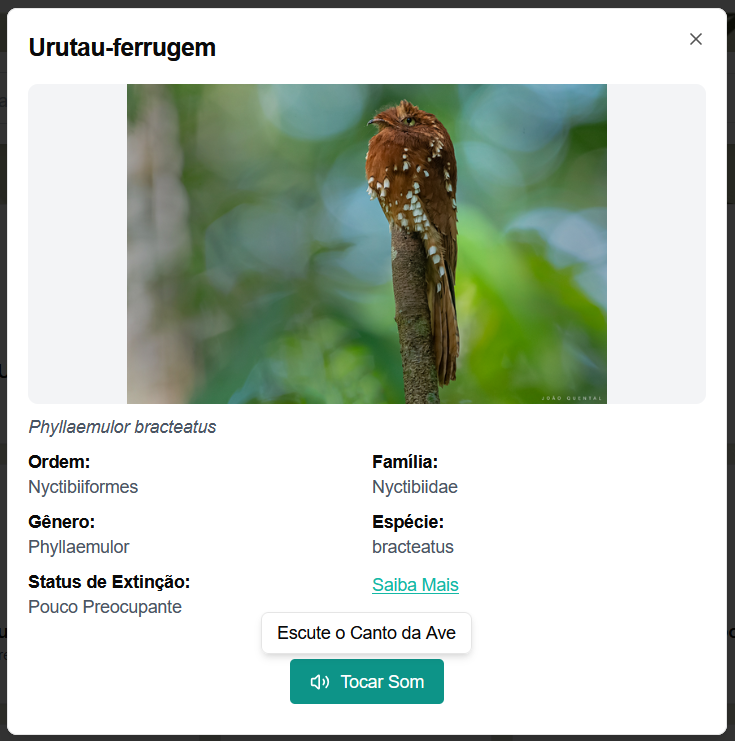 Urutau-ferrugem
JOÃO QUENTAL
Phyllaemulor bracteatus
Ordem:
Nyctibiiformes
Família:
Nyctibiidae
Gênero:
Phyllaemulor
Espécie:
bracteatus
Status de Extinção:
Pouco Preocupante
Saiba Mais
Escute o Canto da Ave
Tocar Som